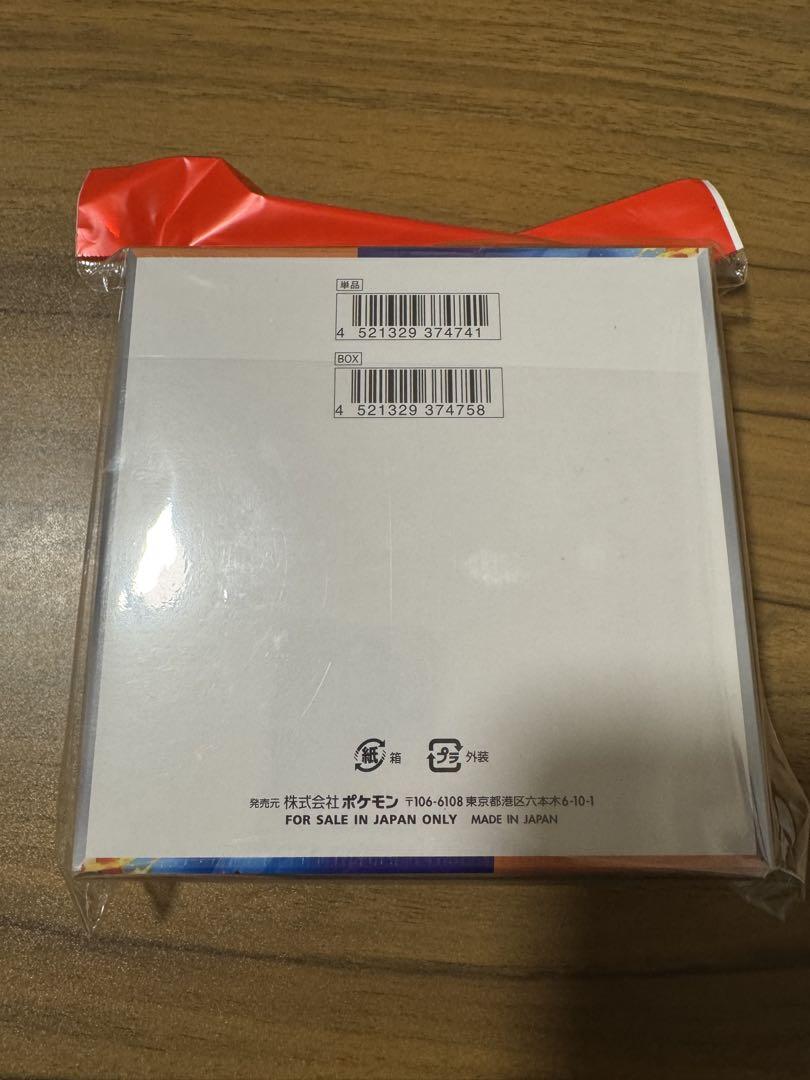 単品
4 521329 374741
BOX
4 521329 374758
紙 箱 プラ 外装
発売元 株式会社ポケモン 〒106-6108 東京都港区六本木6-10-1
FOR SALE IN JAPAN ONLY MADE IN JAPAN